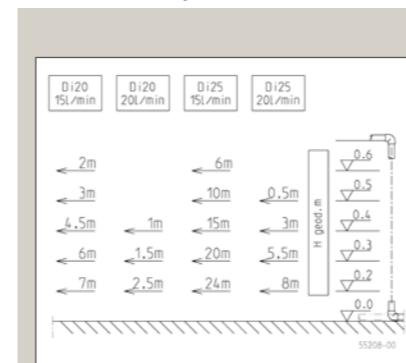 Di20 Di20 Di25 Di25
15l/min 20l/min 15l/min 20l/min
2m 6m 0.6
3m 10m 0.5m 0.5
4.5m 1m 15m 3m 0.4
6m 1.5m 20m 5.5m 0.3
7m 2.5m 24m 8m 0.2
H geod.m
0.0
55208-00